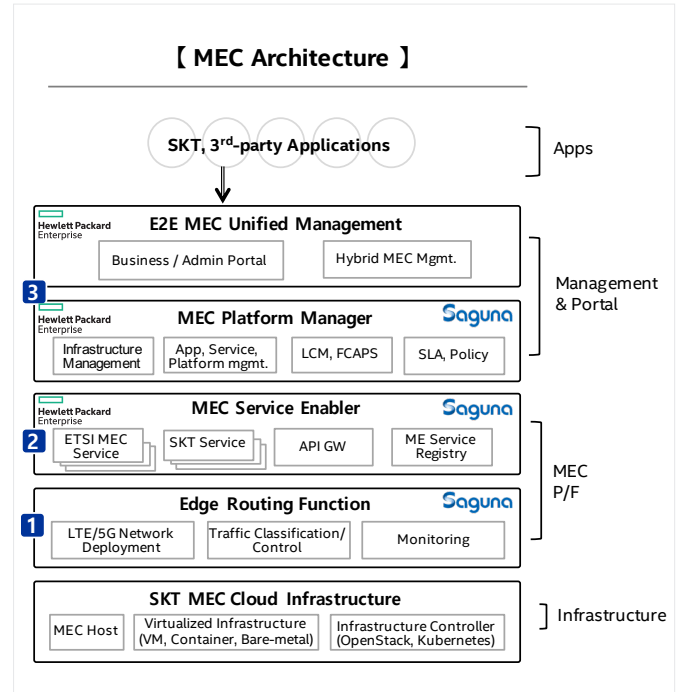 【 MEC Architecture 】
SKT, 3rd-party Applications
Apps
Hewlett Packard
Enterprise
E2E MEC Unified Management
Business / Admin Portal
Hybrid MEC Mgmt.
Management
& Portal
3
Hewlett Packard
Enterprise
MEC Platform Manager
Saguna
Infrastructure
Management
App, Service,
Platform mgmt.
LCM, FCAPS
SLA, Policy
Hewlett Packard
Enterprise
MEC Service Enabler
Saguna
2
ETSI MEC
Service
SKT Service
API GW
ME Service
Registry
MEC
P/F
Edge Routing Function
Saguna
1
LTE/5G Network
Deployment
Traffic Classification/
Control
Monitoring
SKT MEC Cloud Infrastructure
MEC Host
Virtualized Infrastructure
(VM, Container, Bare-metal)
Infrastructure Controller
(OpenStack, Kubernetes)
Infrastructure